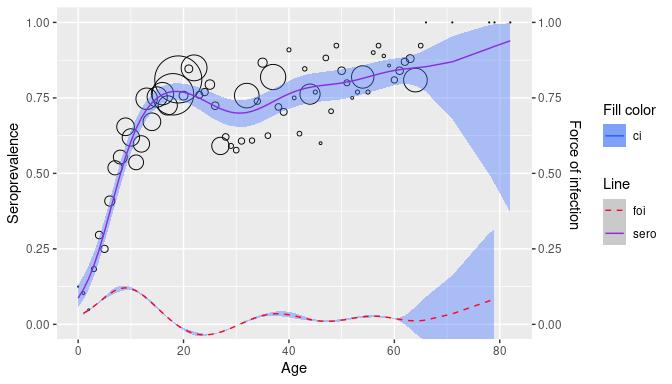 1.00
0.75
0.50
0.25
0.00
Seroprevalence
0 20 40 60 80
Age
1.00
0.75
0.50
0.25
0.00
Force of infection
Fill color
ci
Line
foi
sero